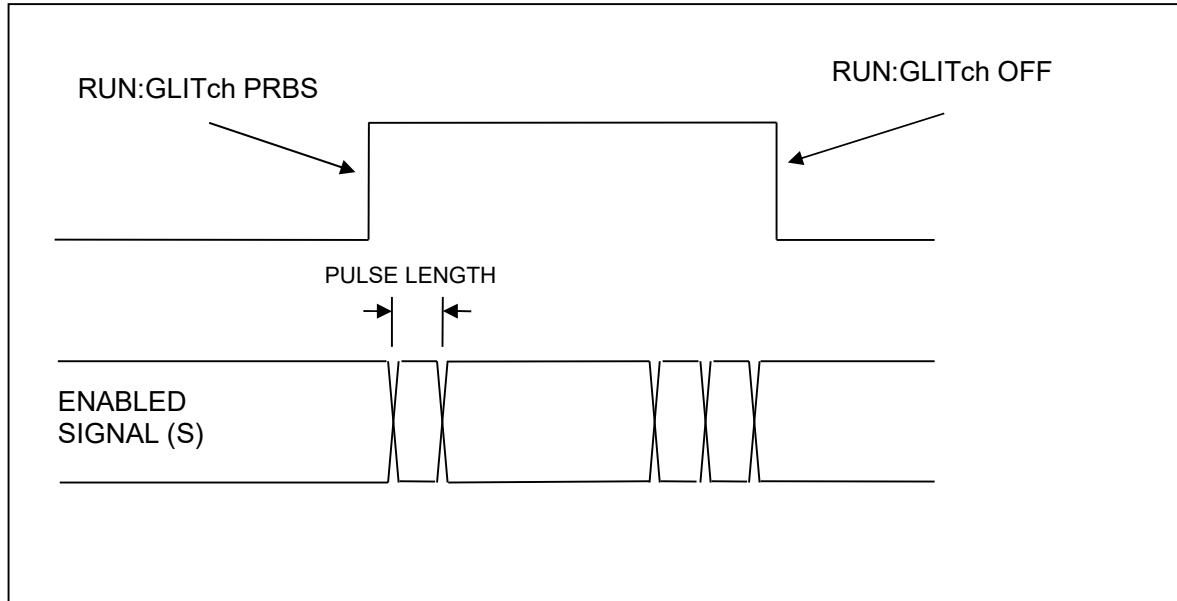 RUN:GLITch PRBS
RUN:GLITch OFF
PULSE LENGTH
ENABLED
SIGNAL (S)